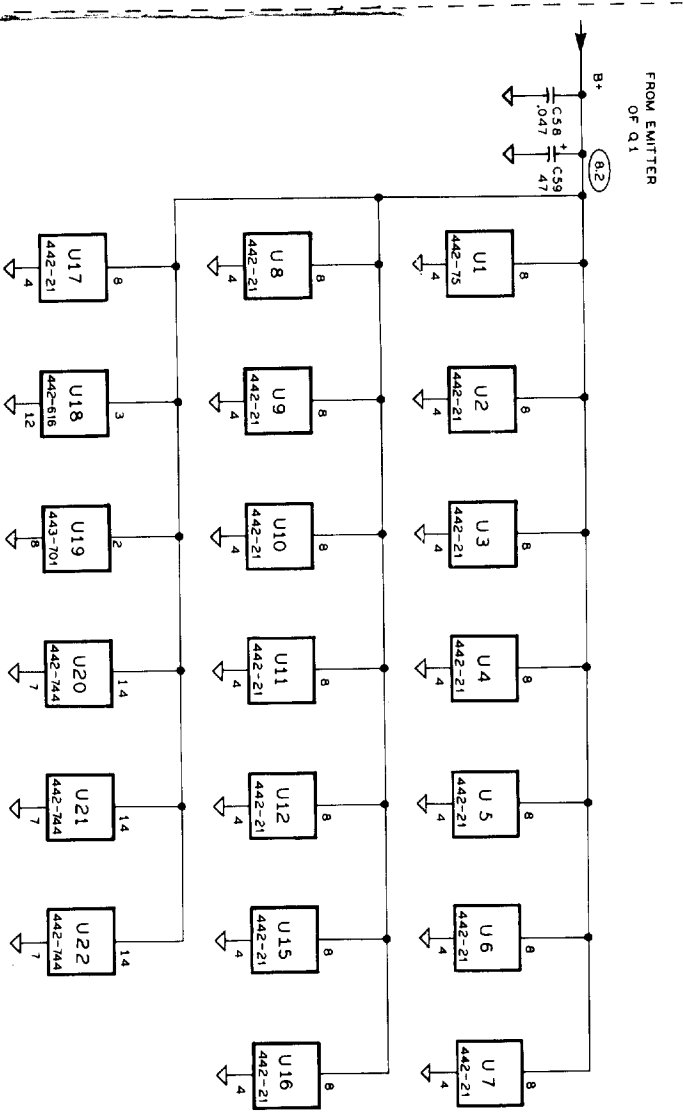 FROM EMITTER
OF Q1
B+
8.2
C58
.047
+
C59
47
8
U1
442-75
4
8
U2
442-21
4
8
U3
442-21
4
8
U4
442-21
4
8
U5
442-21
4
8
U6
442-21
4
8
U7
442-21
4
8
U8
442-21
4
8
U9
442-21
4
8
U10
442-21
4
8
U11
442-21
4
8
U12
442-21
4
8
U15
442-21
4
8
U16
442-21
4
8
U17
442-21
4
3
U18
442-616
12
2
U19
443-701
8
14
U20
442-744
7
14
U21
442-744
7
14
U22
442-744
7